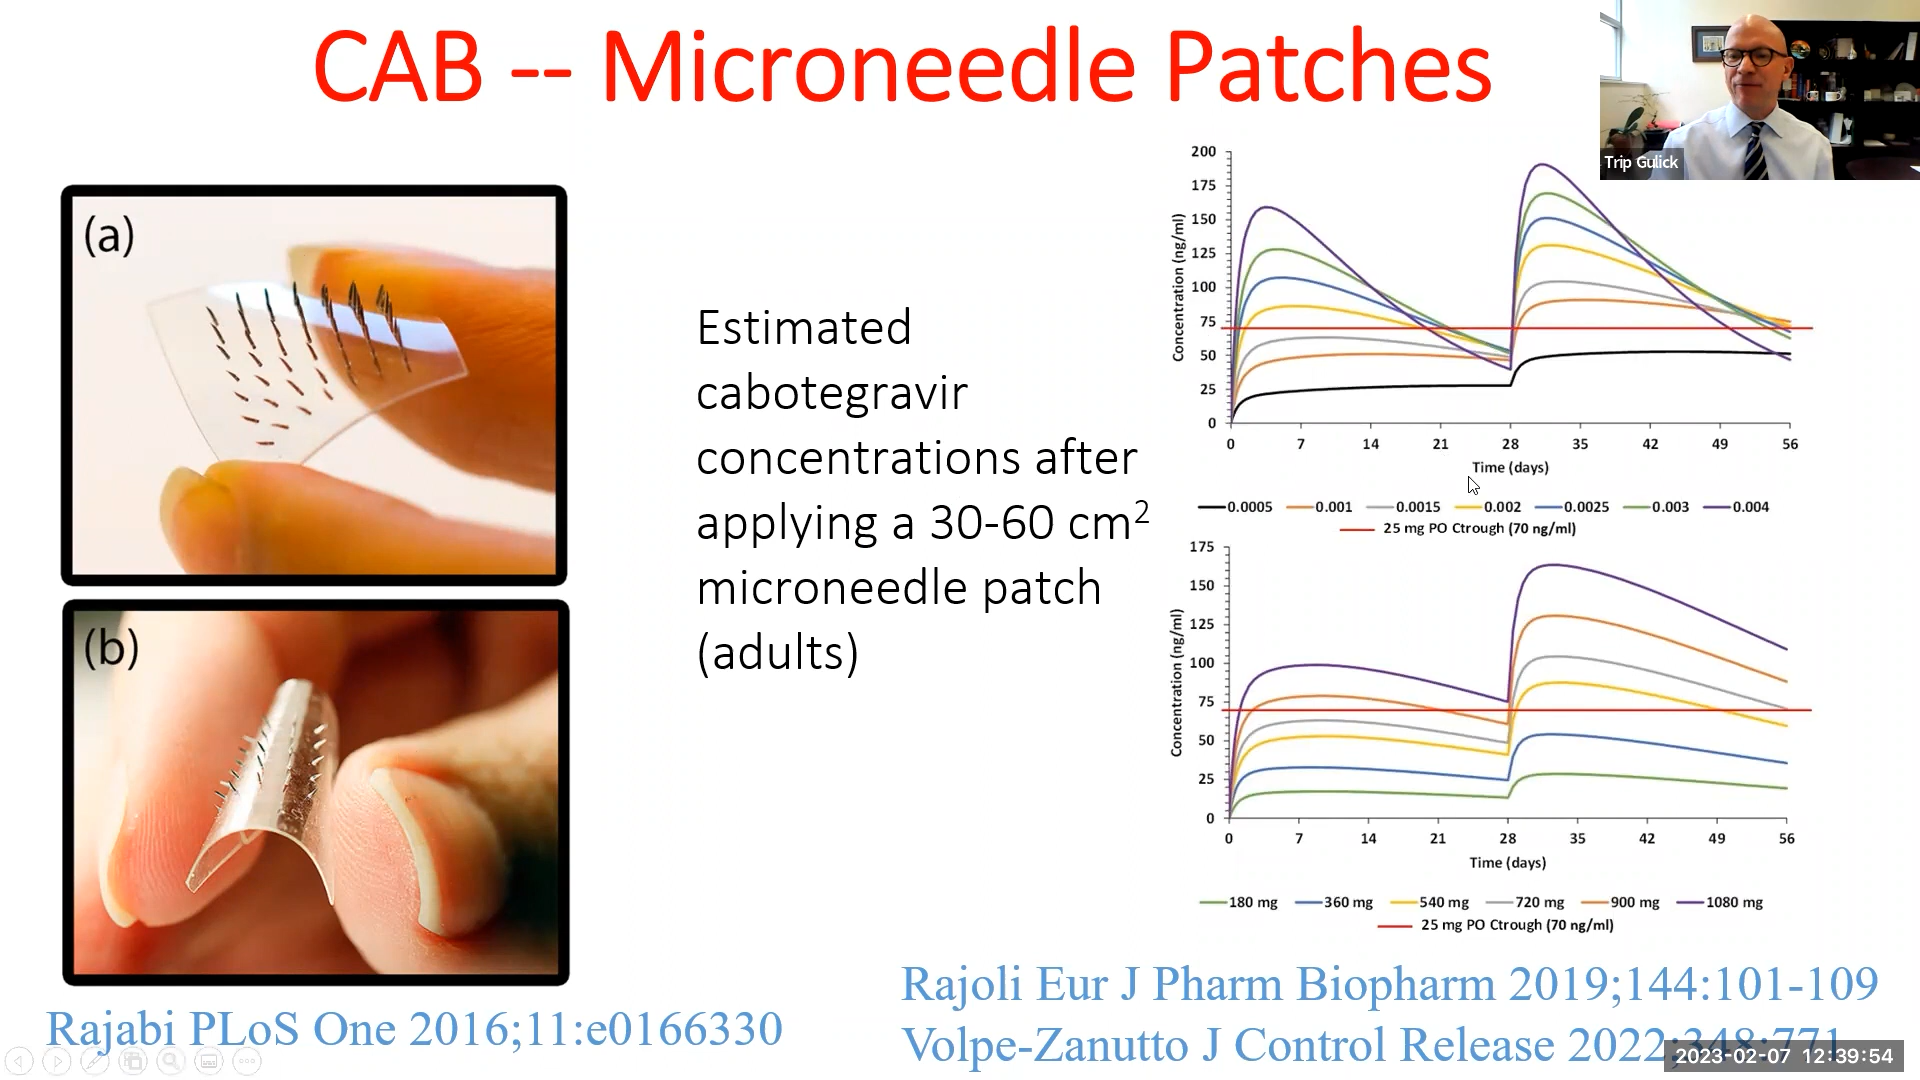 CAB -- Microneedle Patches
Trip Gulick
(a)
(b)
Estimated
cabotegravir
concentrations after
applying a 30-60 cm²
microneedle patch
(adults)
200
175
150
125
100
75
50
25
0
Concentration (ng/ml)
0 7 14 21 28 35 42 49 56
Time (days)
0.0005 0.001 0.0015 0.002 0.0025 0.003 0.004
25 mg PO Ctrough (70 ng/ml)
175
150
125
100
75
50
25
0
Concentration (ng/ml)
0 7 14 21 28 35 42 49 56
Time (days)
180 mg 360 mg 540 mg 720 mg 900 mg 1080 mg
25 mg PO Ctrough (70 ng/ml)
Rajabi PLoS One 2016;11:e0166330
Rajoli Eur J Pharm Biopharm 2019;144:101-109
Volpe-Zanutto J Control Release 2022;348:771
2023-02-07 12:39:54